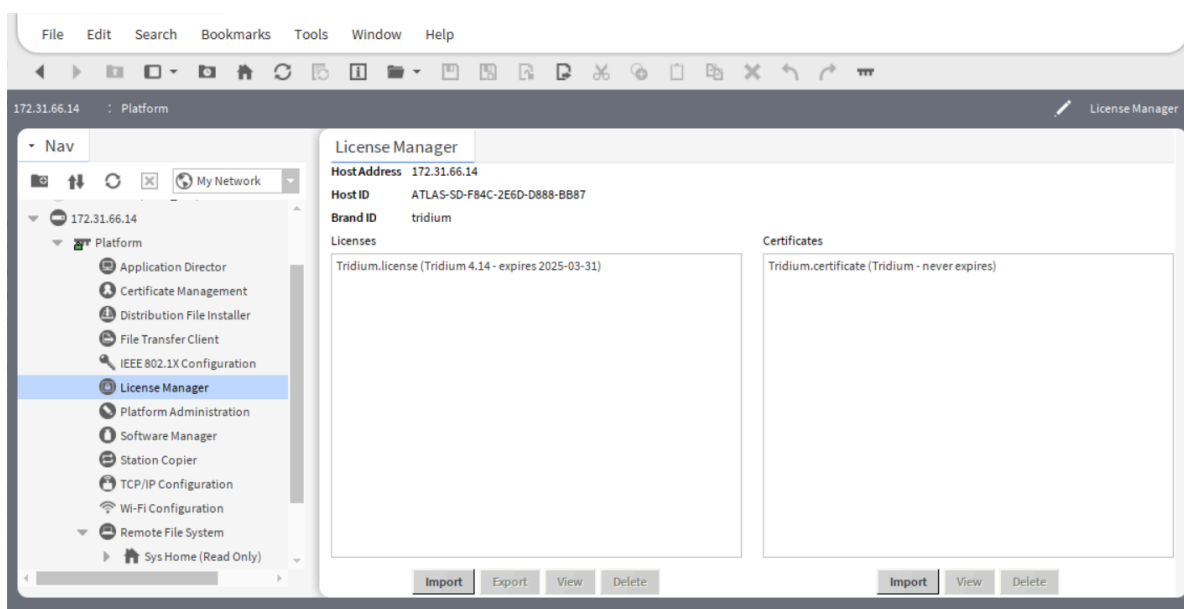 File Edit Search Bookmarks Tools Window Help
172.31.66.14 : Platform
License Manager
Nav
My Network
172.31.66.14
Platform
Application Director
Certificate Management
Distribution File Installer
File Transfer Client
IEEE 802.1X Configuration
License Manager
Platform Administration
Software Manager
Station Copier
TCP/IP Configuration
Wi-Fi Configuration
Remote File System
Sys Home (Read Only)
License Manager
Host Address 172.31.66.14
Host ID ATLAS-SD-F84C-2E6D-D888-BB87
Brand ID tridium
Licenses
Tridium.license (Tridium 4.14 - expires 2025-03-31)
Import Export View Delete
Certificates
Tridium.certificate (Tridium - never expires)
Import View Delete